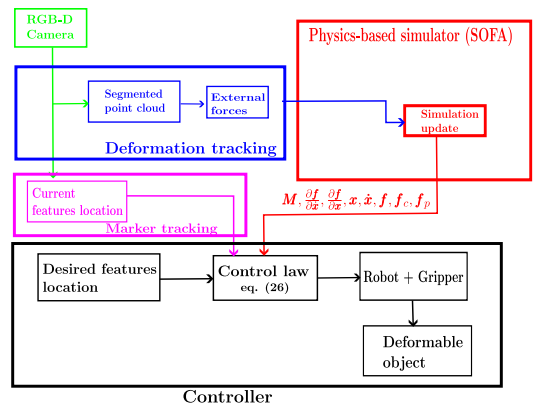 RGB-D
Camera
Physics-based simulator (SOFA)
Segmented
point cloud
External
forces
Simulation
update
Deformation tracking
Current
features location
Marker tracking
M, ∂f/∂ẋ, ∂f/∂x, x, ẋ, f, f_c, f_p
Desired features
location
Control law
eq. (26)
Robot + Gripper
Deformable
object
Controller